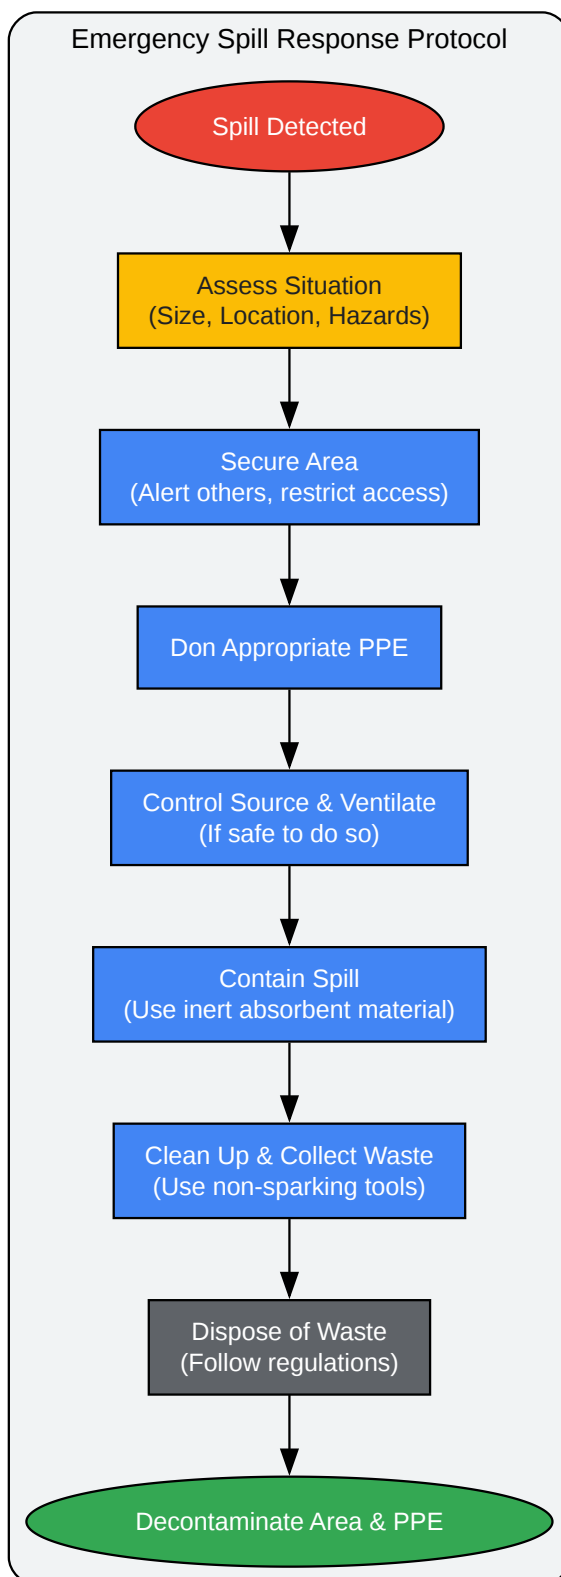 Emergency Spill Response Protocol
Spill Detected
Assess Situation
(Size, Location, Hazards)
Secure Area
(Alert others, restrict access)
Don Appropriate PPE
Control Source & Ventilate
(If safe to do so)
Contain Spill
(Use inert absorbent material)
Clean Up & Collect Waste
(Use non-sparking tools)
Dispose of Waste
(Follow regulations)
Decontaminate Area & PPE